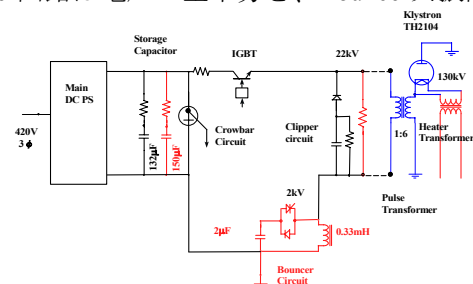 Klystron
TH2104
Storage
Capacitor
IGBT
22kV
130kV
Main
DC PS
420V
3 ϕ
132µF
150µF
Crowbar
Circuit
Clipper
circuit
1:6
Heater
Transformer
2kV
Pulse
Transformer
2µF
0.33mH
Bouncer
Circuit